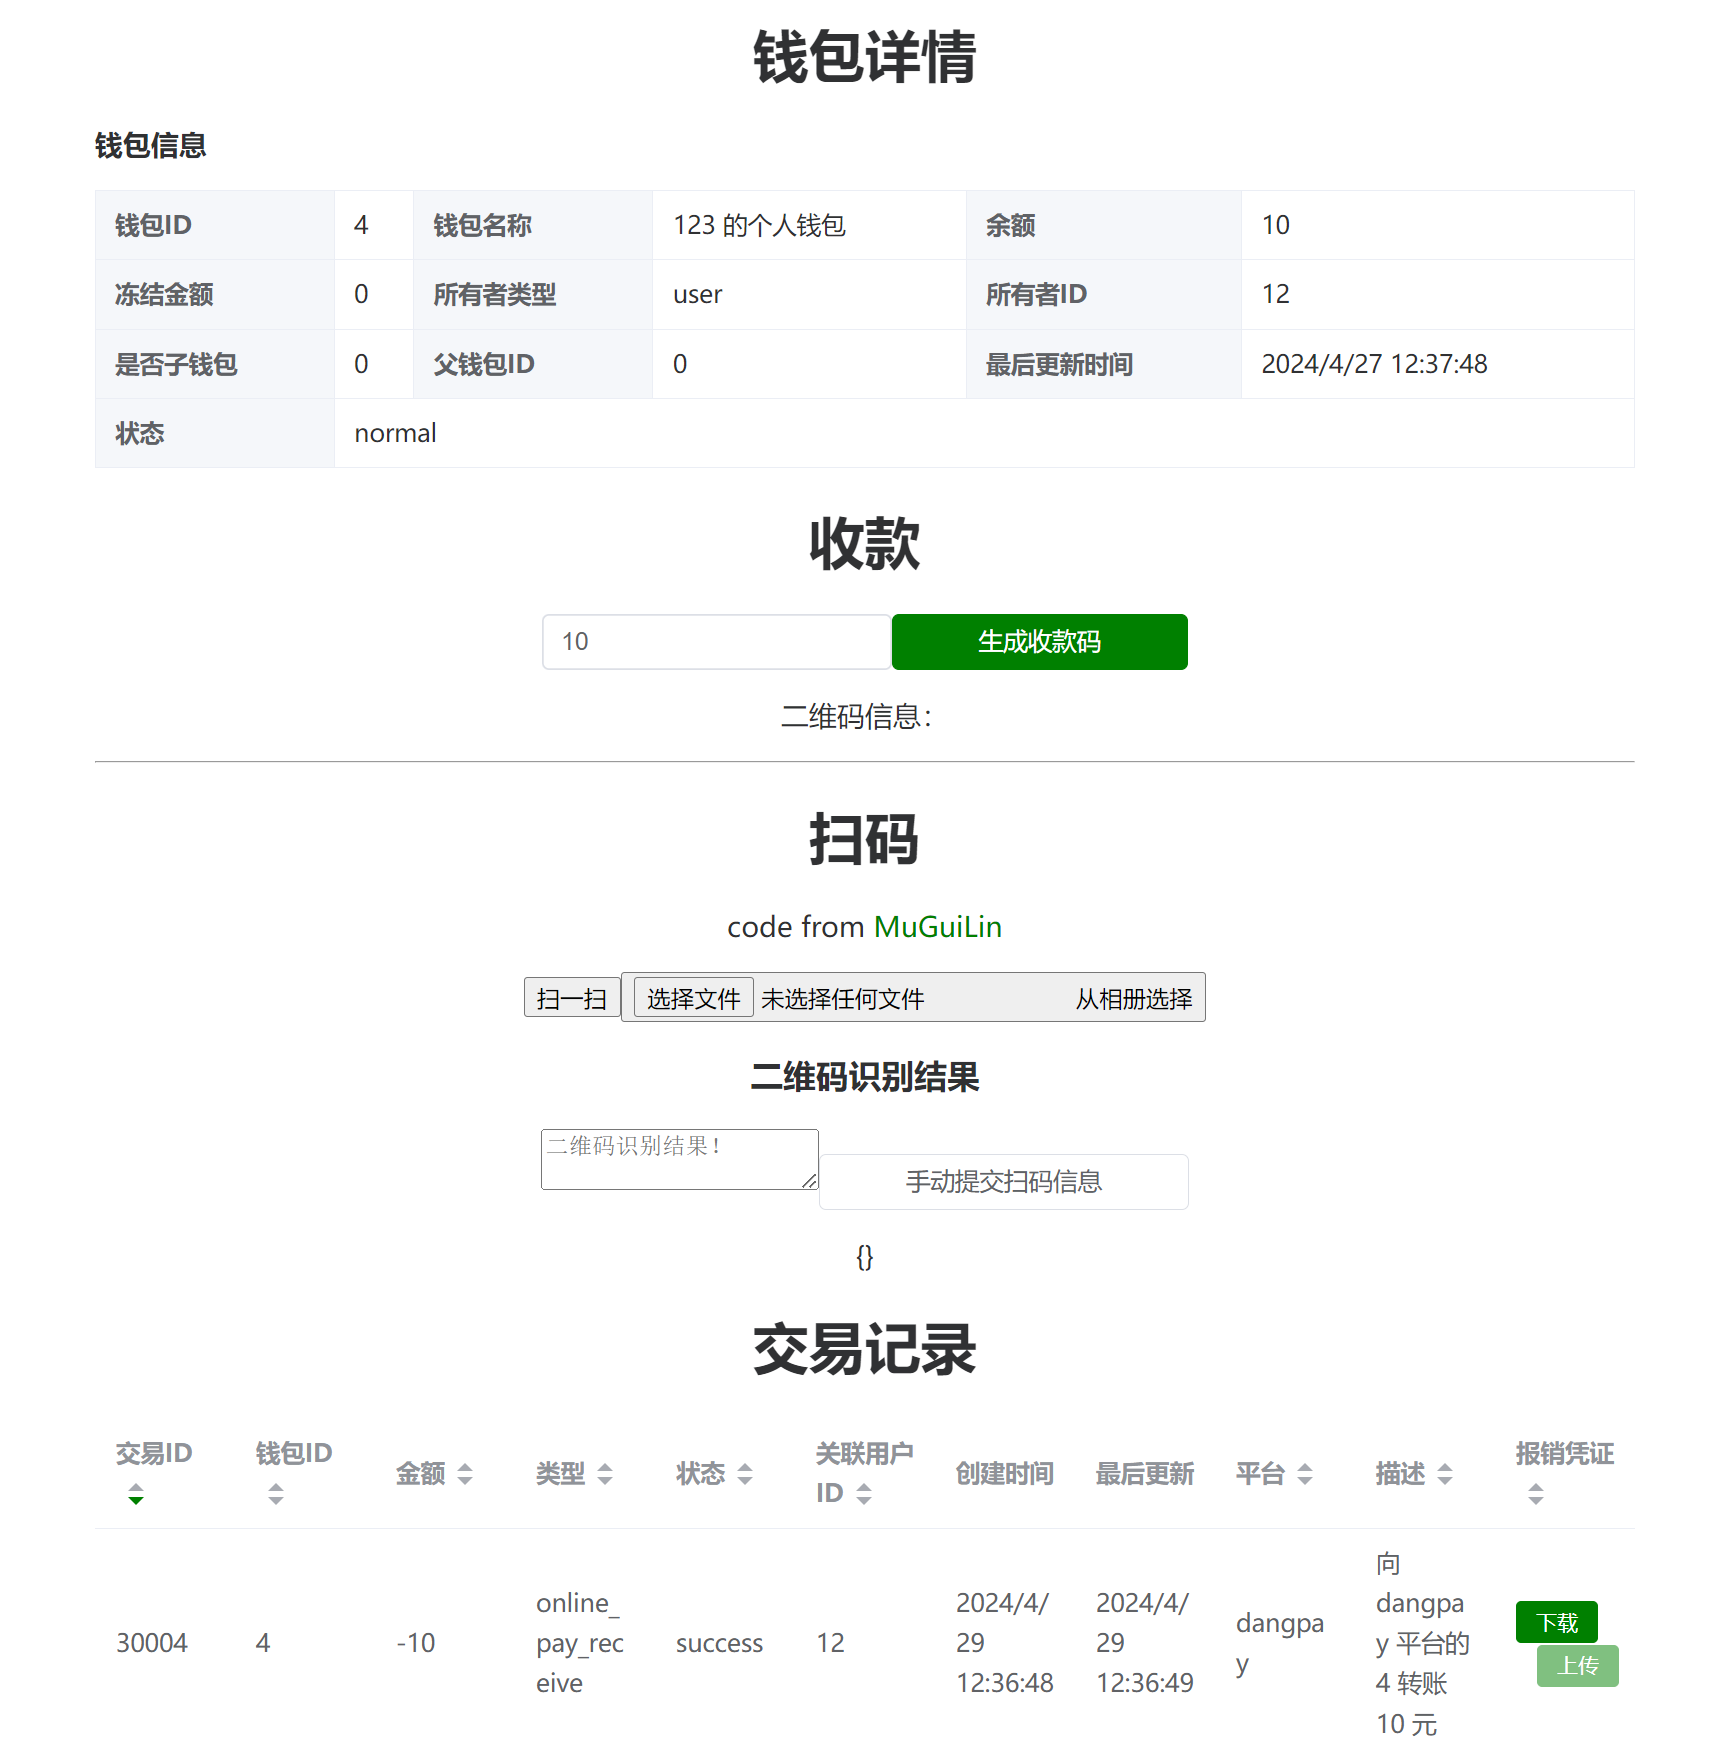 钱包详情
钱包信息
钱包ID 4 钱包名称 123 的个人钱包 余额 10
冻结金额 0 所有者类型 user 所有者ID 12
是否子钱包 0 父钱包ID 0 最后更新时间 2024/4/27 12:37:48
状态 normal
收款
10 生成收款码
二维码信息：
扫码
code from MuGuiLin
扫一扫 选择文件 未选择任何文件 从相册选择
二维码识别结果
二维码识别结果！
手动提交扫码信息
{}
交易记录
交易ID 钱包ID 金额 类型 状态 关联用户
ID 创建时间 最后更新 平台 描述 报销凭证
30004 4 -10 online_
pay_rec
eive success 12 2024/4/
29
12:36:48 2024/4/
29
12:36:49 dangpa
y 向
dangpa
y 平台的
4 转账
10 元 下载
上传